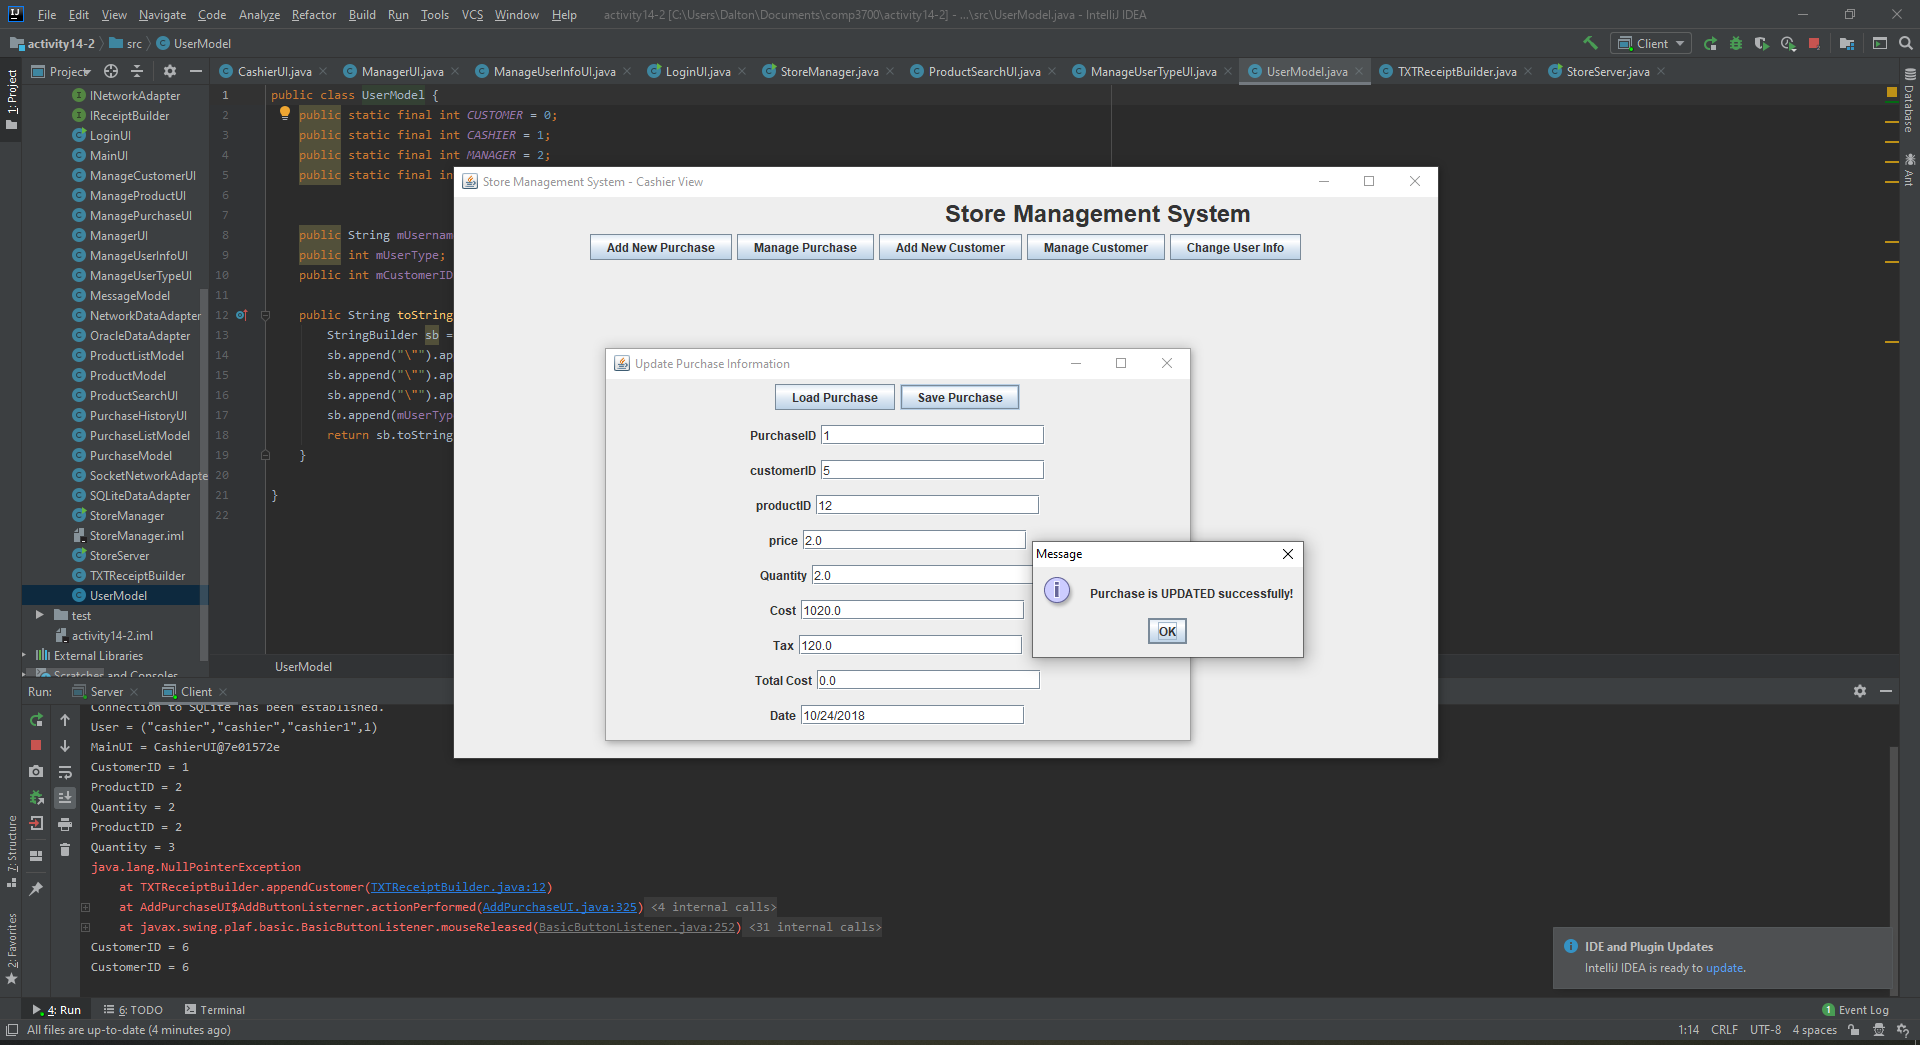 File Edit View Navigate Code Analyze Refactor Build Run Tools VCS Window Help activity14-2 [C:\Users\Dalton\Documents\comp3700\activity14-2] - ...\src\UserModel.java - IntelliJ IDEA
activity14-2 src UserModel Client
Project CashierUI.java ManagerUI.java ManageUserInfoUI.java LoginUI.java StoreManager.java ProductSearchUI.java ManageUserTypeUI.java UserModel.java TXTReceiptBuilder.java StoreServer.java
1: Project
INetworkAdapter
IReceiptBuilder
LoginUI
MainUI
ManageCustomerUI
ManageProductUI
ManagePurchaseUI
ManagerUI
ManageUserInfoUI
ManageUserTypeUI
MessageModel
NetworkDataAdapter
OracleDataAdapter
ProductListModel
ProductModel
ProductSearchUI
PurchaseHistoryUI
PurchaseListModel
PurchaseModel
SocketNetworkAdapte
SQLiteDataAdapter
StoreManager
StoreManager.iml
StoreServer
TXTReceiptBuilder
UserModel
test
activity14-2.iml
External Libraries
Scratches and Consoles
1 public class UserModel {
2 public static final int CUSTOMER = 0;
3 public static final int CASHIER = 1;
4 public static final int MANAGER = 2;
5 public static final in
6
7
8 public String mUsernam
9 public int mUserType;
10 public int mCustomerID
11
12 public String toString
13 StringBuilder sb =
14 sb.append("\"").ap
15 sb.append("\"").ap
16 sb.append("\"").ap
17 sb.append(mUserTyp
18 return sb.toString
19 }
20
21 }
22
UserModel
Database
Ant
Store Management System - Cashier View
Store Management System
Add New Purchase Manage Purchase Add New Customer Manage Customer Change User Info
Update Purchase Information
Load Purchase Save Purchase
PurchaseID 1
customerID 5
productID 12
price 2.0
Quantity 2.0
Cost 1020.0
Tax 120.0
Total Cost 0.0
Date 10/24/2018
Message
Purchase is UPDATED successfully!
OK
Run: Server Client
Connection to SQLite has been established.
User = ("cashier","cashier","cashier1",1)
MainUI = CashierUI@7e01572e
CustomerID = 1
ProductID = 2
Quantity = 2
ProductID = 2
Quantity = 3
java.lang.NullPointerException
at TXTReceiptBuilder.appendCustomer(TXTReceiptBuilder.java:12)
at AddPurchaseUI$AddButtonListerner.actionPerformed(AddPurchaseUI.java:325) <4 internal calls>
at javax.swing.plaf.basic.BasicButtonListener.mouseReleased(BasicButtonListener.java:252) <31 internal calls>
CustomerID = 6
CustomerID = 6
7: Structure
2: Favorites
IDE and Plugin Updates
IntelliJ IDEA is ready to update.
4: Run 6: TODO Terminal 1 Event Log
All files are up-to-date (4 minutes ago) 1:14 CRLF UTF-8 4 spaces